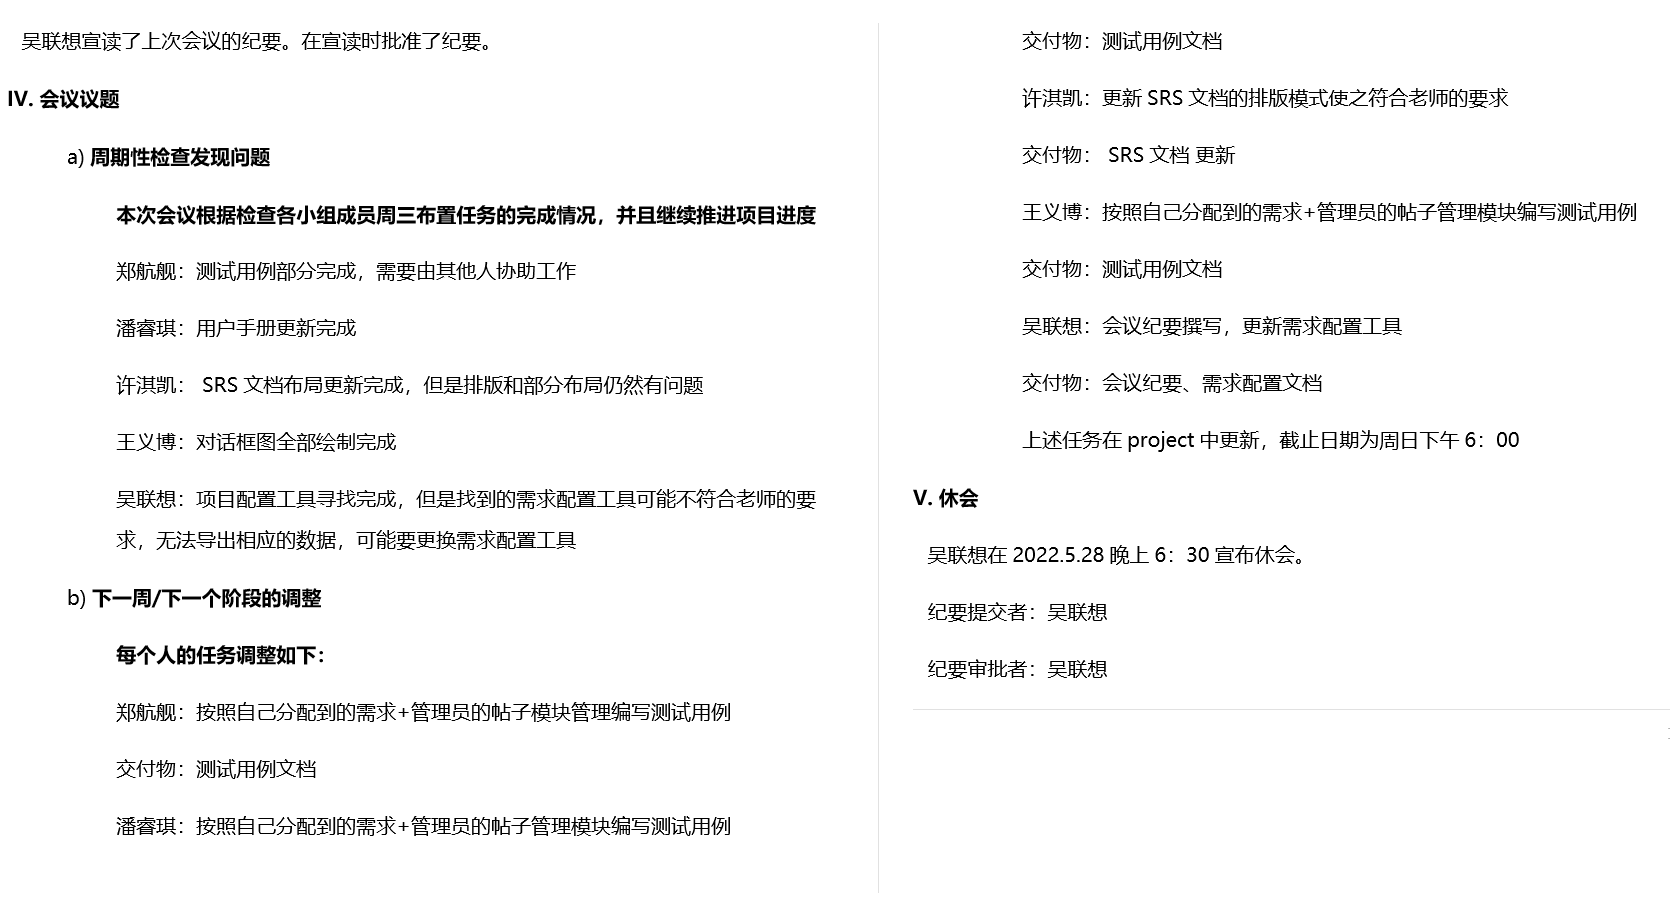 吴联想宣读了上次会议的纪要。在宣读时批准了纪要。
IV. 会议议题
a) 周期性检查发现问题
本次会议根据检查各小组成员周三布置任务的完成情况，并且继续推进项目进度
郑航舰：测试用例部分完成，需要由其他人协助工作
潘睿琪：用户手册更新完成
许淇凯： SRS 文档布局更新完成，但是排版和部分布局仍然有问题
王义博：对话框图全部绘制完成
吴联想：项目配置工具寻找完成，但是找到的需求配置工具可能不符合老师的要
求，无法导出相应的数据，可能要更换需求配置工具
b) 下一周/下一个阶段的调整
每个人的任务调整如下：
郑航舰：按照自己分配到的需求+管理员的帖子模块管理编写测试用例
交付物：测试用例文档
潘睿琪：按照自己分配到的需求+管理员的帖子管理模块编写测试用例
交付物：测试用例文档
许淇凯：更新 SRS 文档的排版模式使之符合老师的要求
交付物： SRS 文档 更新
王义博：按照自己分配到的需求+管理员的帖子管理模块编写测试用例
交付物：测试用例文档
吴联想：会议纪要撰写，更新需求配置工具
交付物：会议纪要、需求配置文档
上述任务在 project 中更新，截止日期为周日下午 6：00
V. 休会
吴联想在 2022.5.28 晚上 6：30 宣布休会。
纪要提交者：吴联想
纪要审批者：吴联想